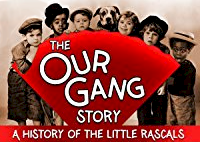 THE
OUR
GANG
STORY
A HISTORY OF THE LITTLE RASCALS